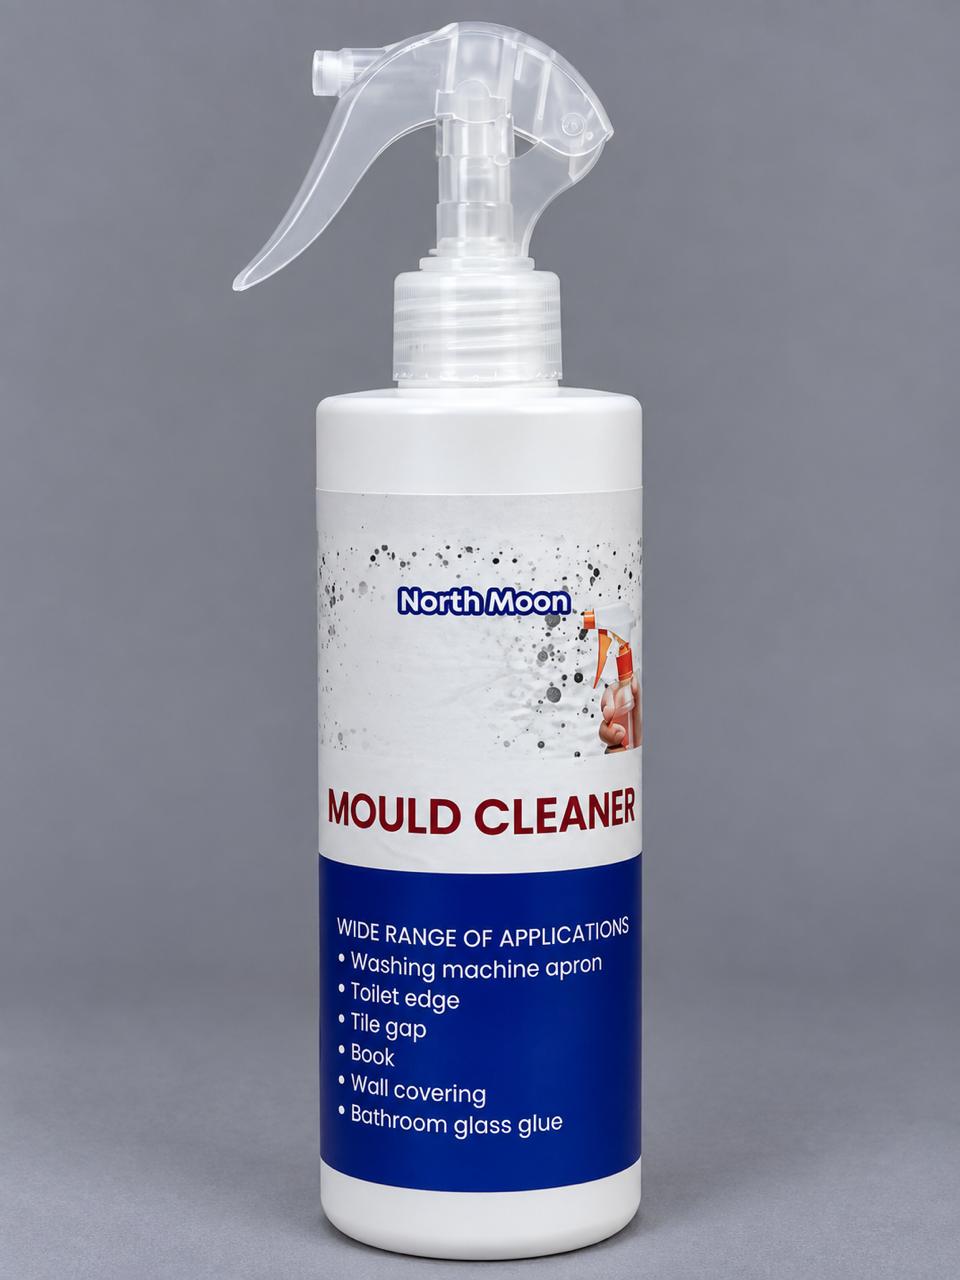 North Moon
MOULD CLEANER
WIDE RANGE OF APPLICATIONS
• Washing machine apron
• Toilet edge
• Tile gap
• Book
• Wall covering
• Bathroom glass glue